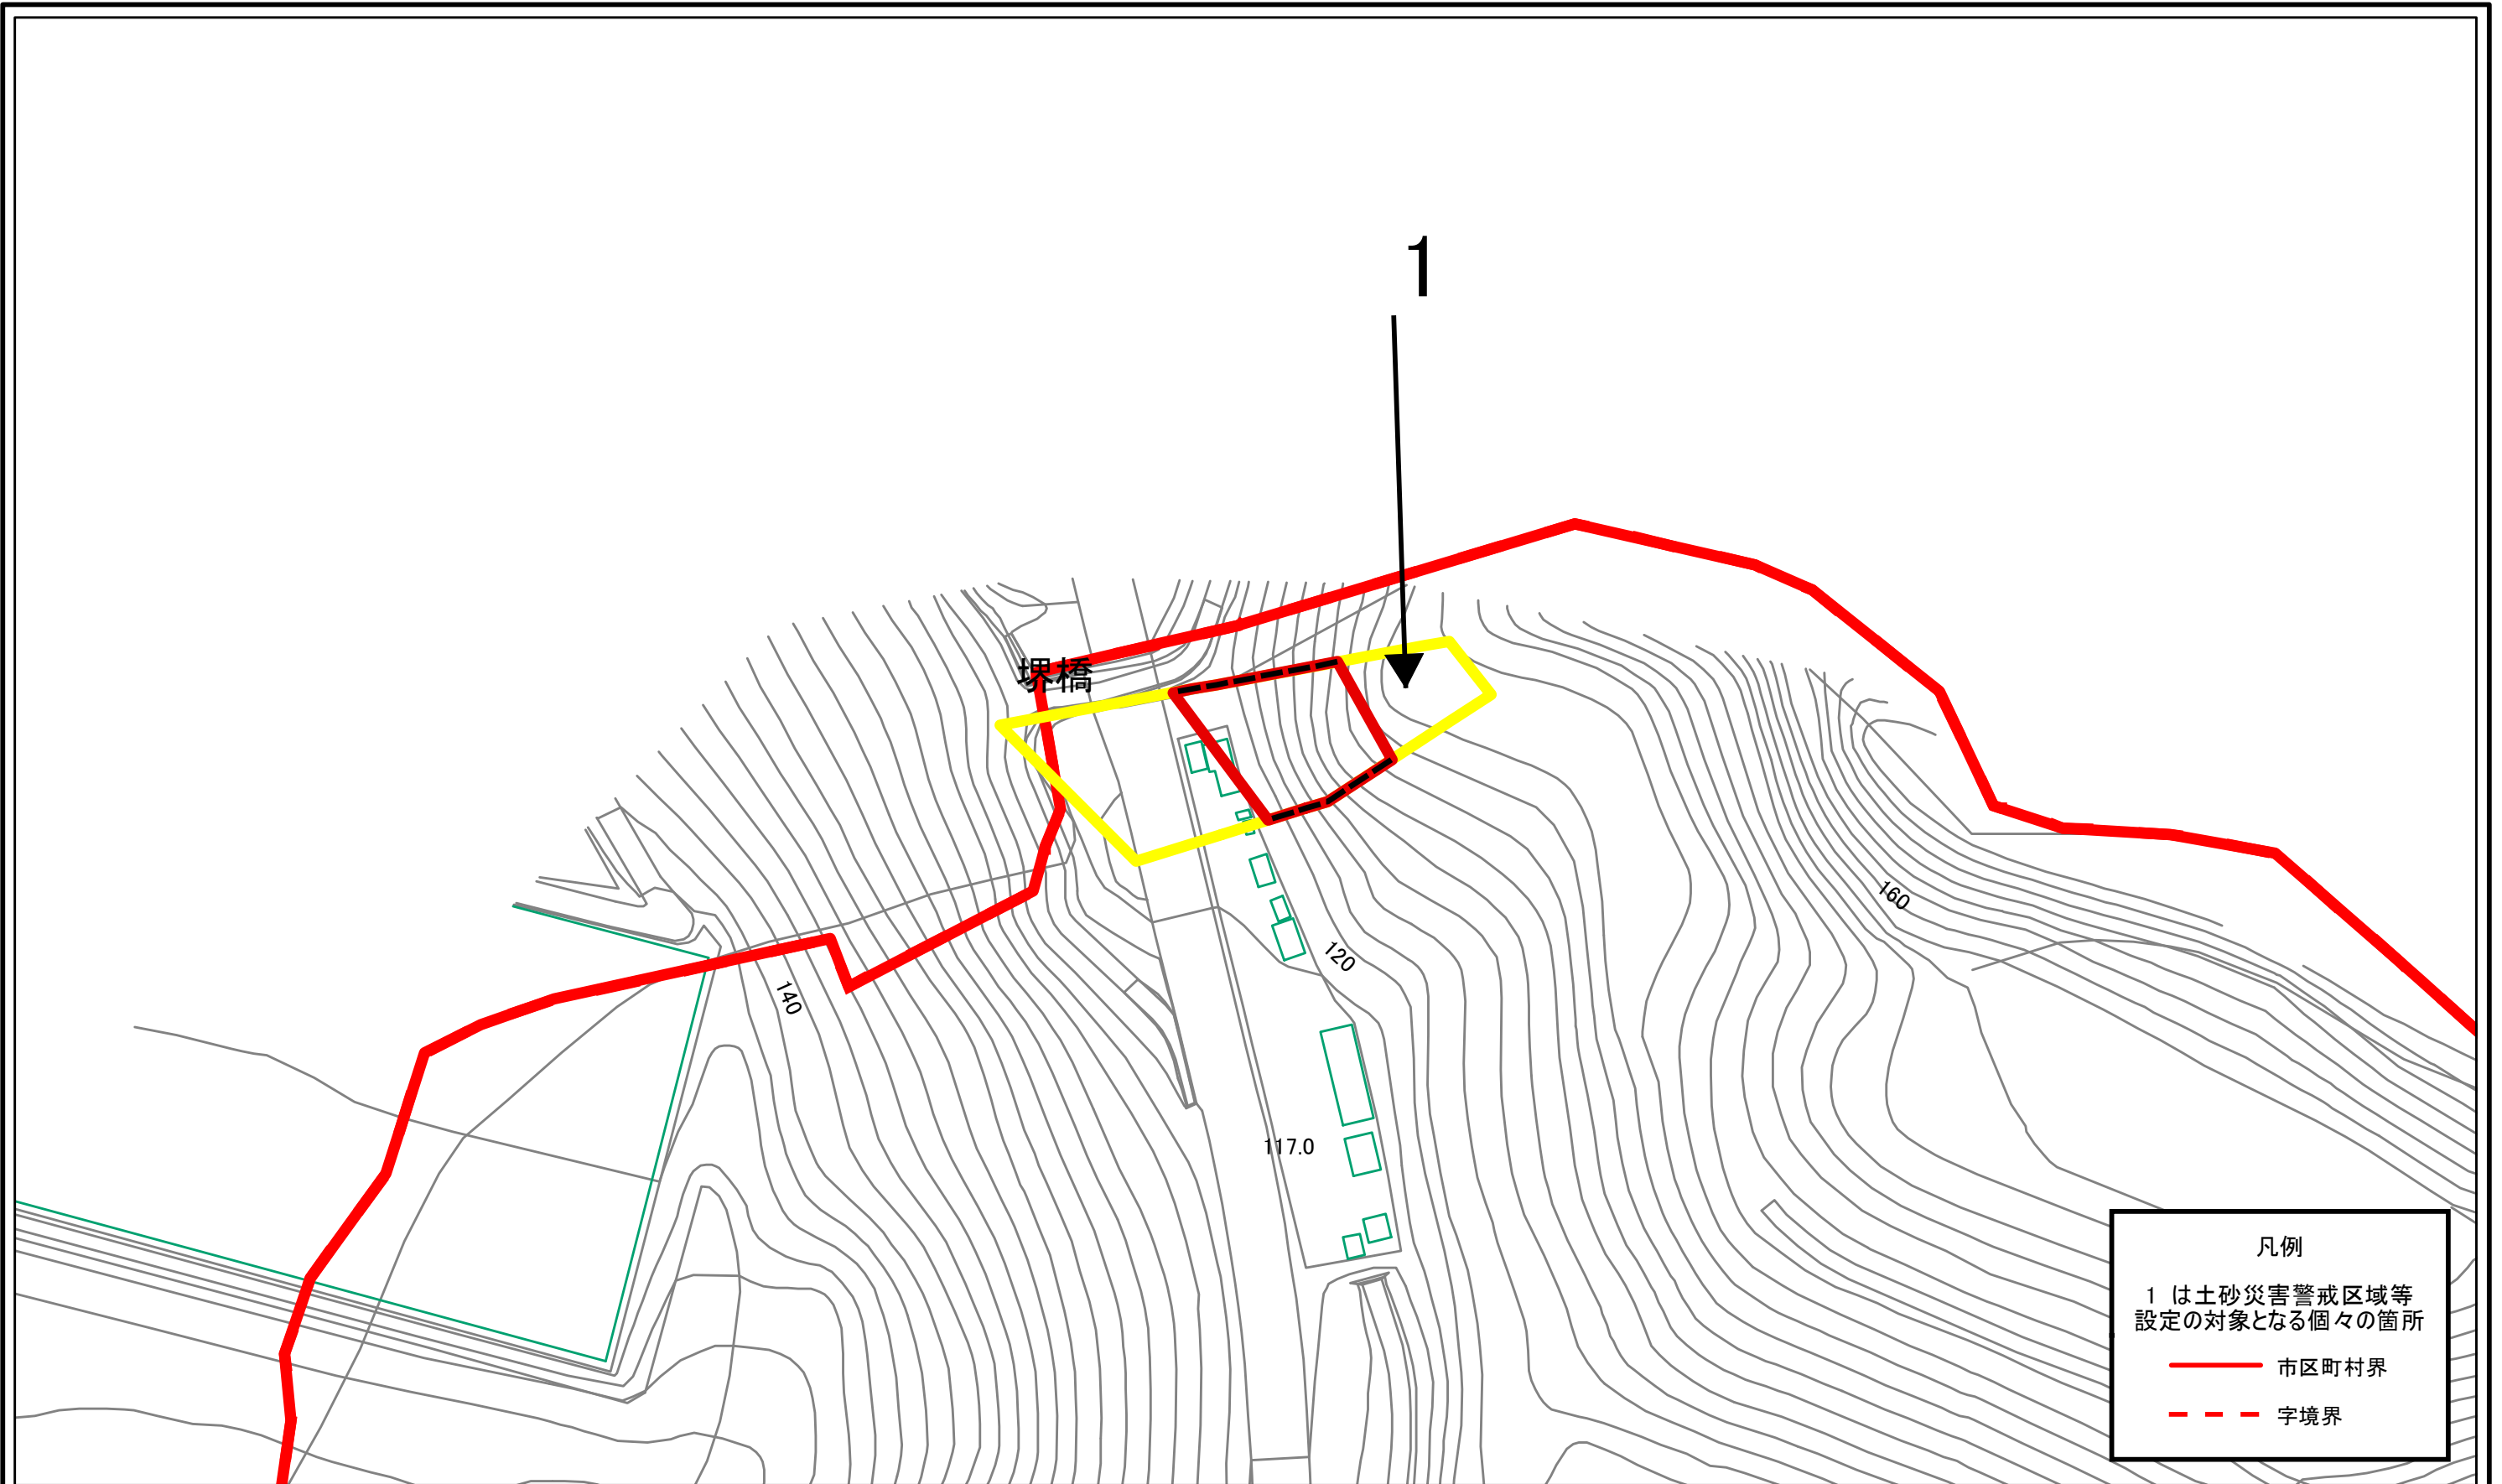 1
堺橋
160
120
140
117.0
凡例
1 は土砂災害警戒区域等
設定の対象となる個々の箇所
市区町村界
字境界